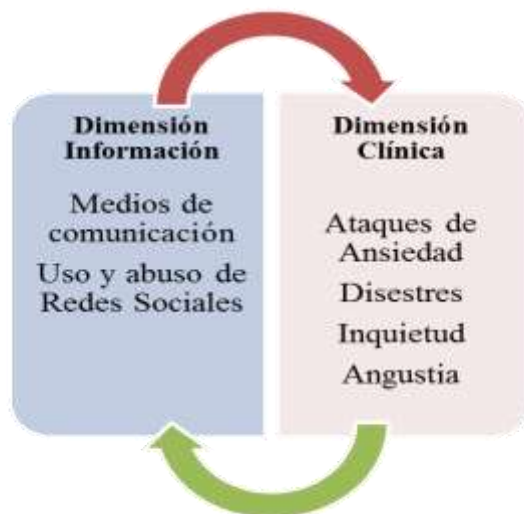 Dimensión
Información
Medios de
comunicación
Uso y abuso de
Redes Sociales
Dimensión
Clínica
Ataques de
Ansiedad
Disestres
Inquietud
Angustia